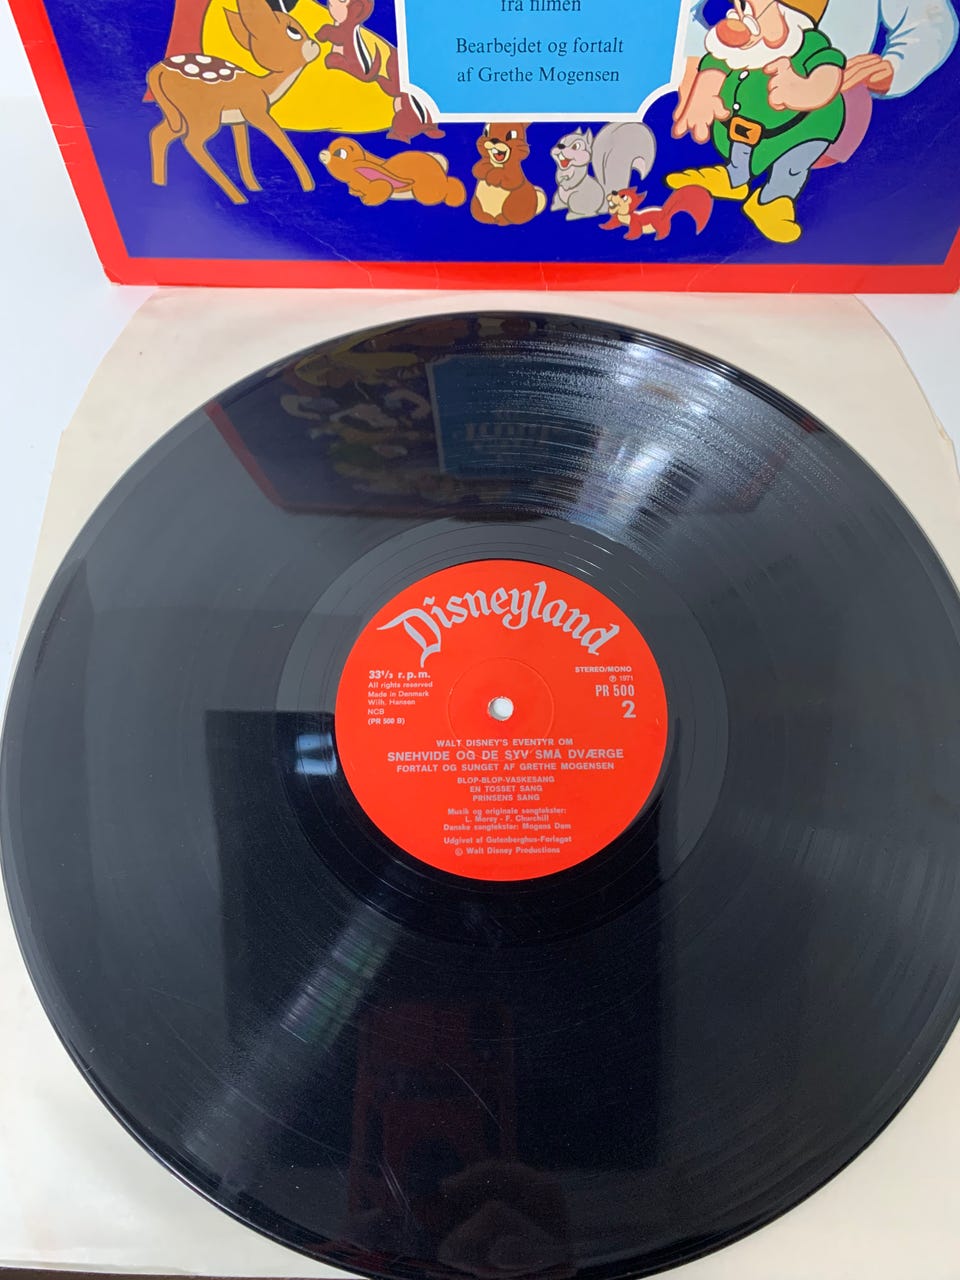 fra filmen
Bearbejdet og fortalt
af Grethe Mogensen
Disneyland
33⅓ r.p.m.
All rights reserved
Made in Denmark
Wilh. Hansen
NCB
(PR 500 B)
STEREO/MONO
℗ 1971
PR 500
2
WALT DISNEY'S EVENTYR OM
SNEHVIDE OG DE SYV SMÅ DVÆRGE
FORTALT OG SUNGET AF GRETHE MOGENSEN
BLOP-BLOP-VASKESANG
EN TOSSET SANG
PRINSENS SANG
Musik og originale sangtekster:
L. Morey - F. Churchill
Danske sangtekster: Mogens Dam
Udgivet af Gutenberghus-Forlaget
© Walt Disney Productions